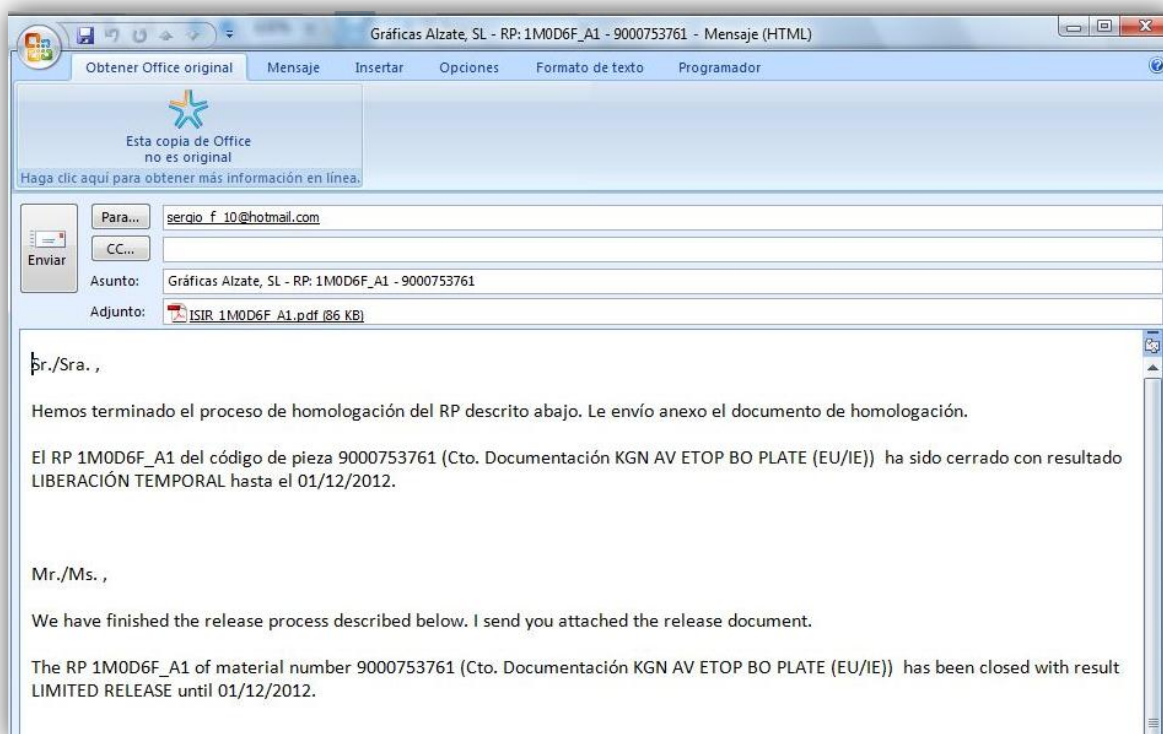 Gráficas Alzate, SL - RP: 1M0D6F_A1 - 9000753761 - Mensaje (HTML)
Obtener Office original Mensaje Insertar Opciones Formato de texto Programador
Esta copia de Office
no es original
Haga clic aquí para obtener más información en línea.
Para... sergio_f_10@hotmail.com
CC...
Enviar
Asunto: Gráficas Alzate, SL - RP: 1M0D6F_A1 - 9000753761
Adjunto: ISIR_1M0D6F_A1.pdf (86 KB)
Sr./Sra. ,
Hemos terminado el proceso de homologación del RP descrito abajo. Le envío anexo el documento de homologación.
El RP 1M0D6F_A1 del código de pieza 9000753761 (Cto. Documentación KGN AV ETOP BO PLATE (EU/IE))  ha sido cerrado con resultado
LIBERACIÓN TEMPORAL hasta el 01/12/2012.
Mr./Ms. ,
We have finished the release process described below. I send you attached the release document.
The RP 1M0D6F_A1 of material number 9000753761 (Cto. Documentación KGN AV ETOP BO PLATE (EU/IE))  has been closed with result
LIMITED RELEASE until 01/12/2012.